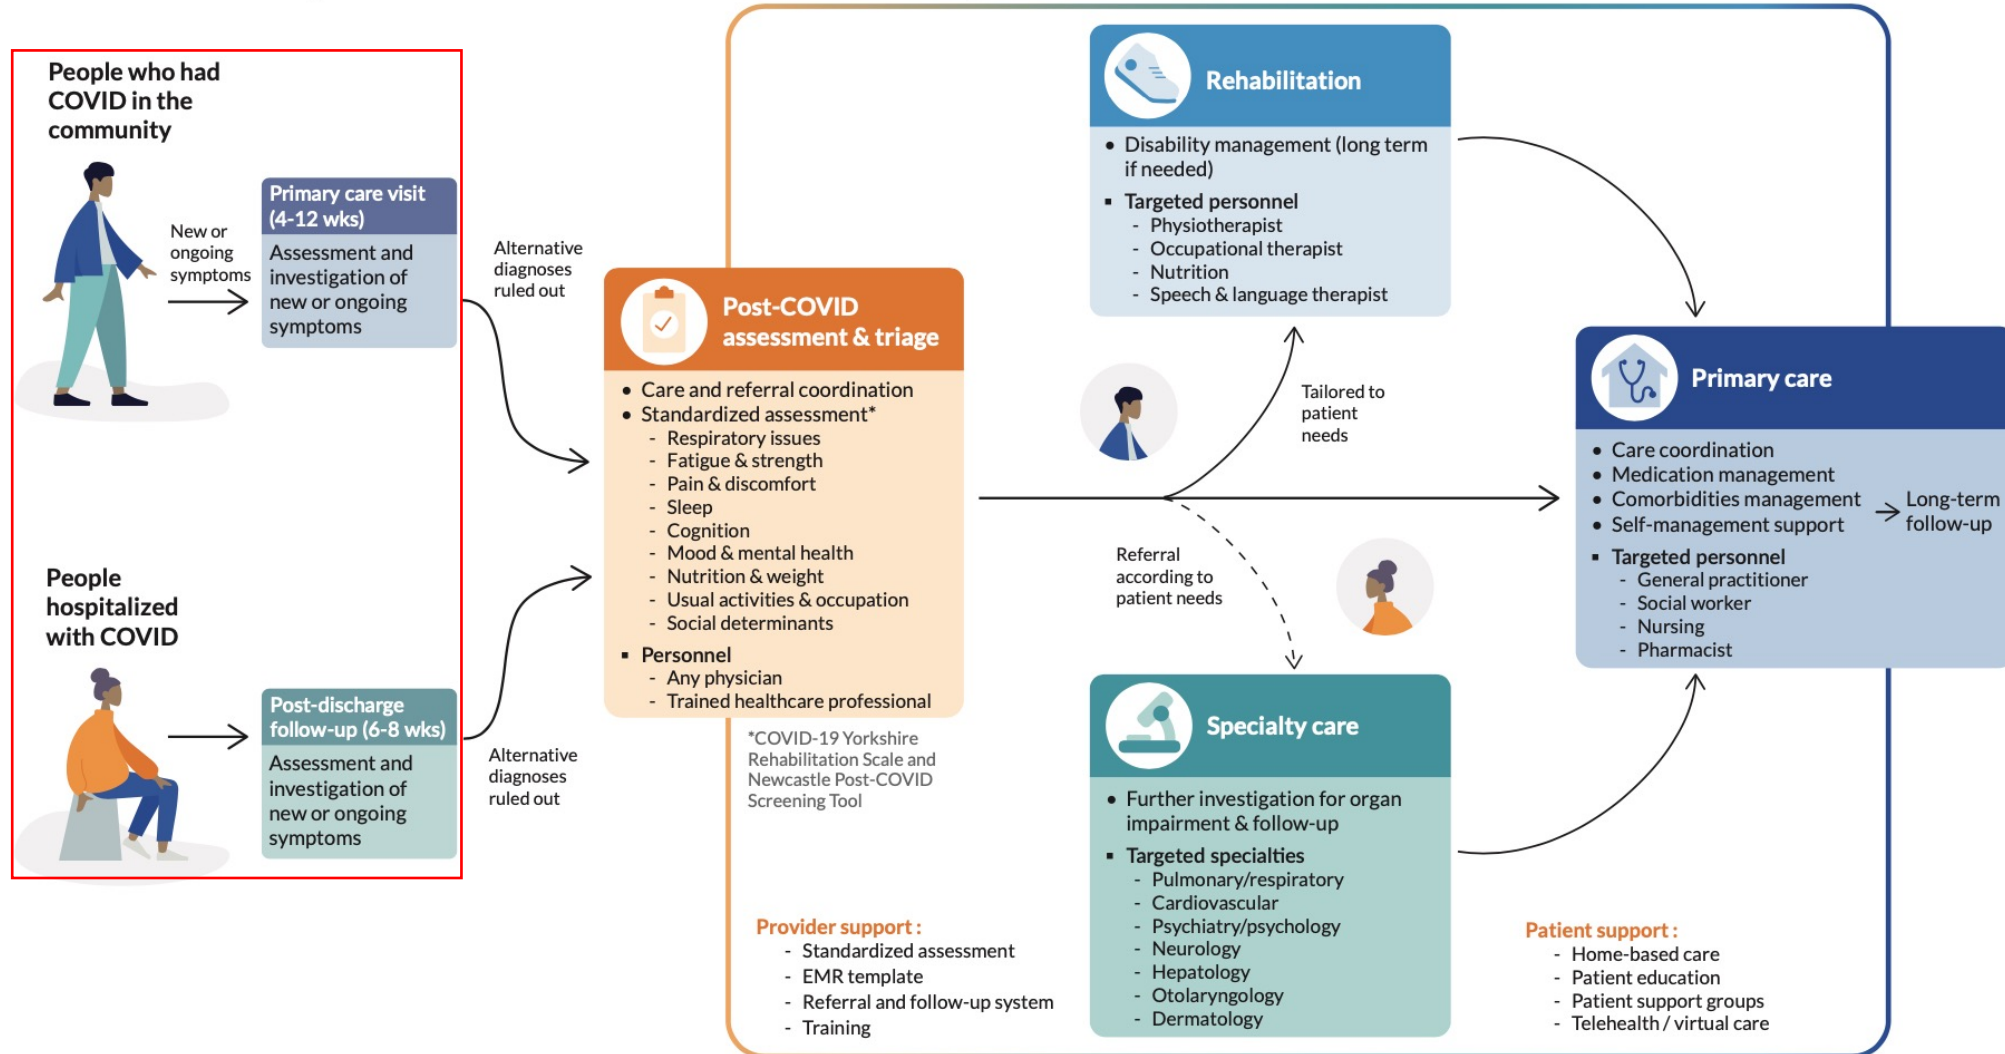 People who had
COVID in the
community
New or
ongoing
symptoms
Primary care visit
(4-12 wks)
Assessment and
investigation of
new or ongoing
symptoms
Alternative
diagnoses
ruled out
People
hospitalized
with COVID
Post-discharge
follow-up (6-8 wks)
Assessment and
investigation of
new or ongoing
symptoms
Alternative
diagnoses
ruled out
Post-COVID
assessment & triage
• Care and referral coordination
• Standardized assessment*
- Respiratory issues
- Fatigue & strength
- Pain & discomfort
- Sleep
- Cognition
- Mood & mental health
- Nutrition & weight
- Usual activities & occupation
- Social determinants
▪ Personnel
- Any physician
- Trained healthcare professional
*COVID-19 Yorkshire
Rehabilitation Scale and
Newcastle Post-COVID
Screening Tool
Provider support :
- Standardized assessment
- EMR template
- Referral and follow-up system
- Training
Rehabilitation
• Disability management (long term
if needed)
▪ Targeted personnel
- Physiotherapist
- Occupational therapist
- Nutrition
- Speech & language therapist
Tailored to
patient
needs
Referral
according to
patient needs
Specialty care
• Further investigation for organ
impairment & follow-up
▪ Targeted specialties
- Pulmonary/respiratory
- Cardiovascular
- Psychiatry/psychology
- Neurology
- Hepatology
- Otolaryngology
- Dermatology
Primary care
• Care coordination
• Medication management
• Comorbidities management
• Self-management support
Long-term
follow-up
▪ Targeted personnel
- General practitioner
- Social worker
- Nursing
- Pharmacist
Patient support :
- Home-based care
- Patient education
- Patient support groups
- Telehealth / virtual care